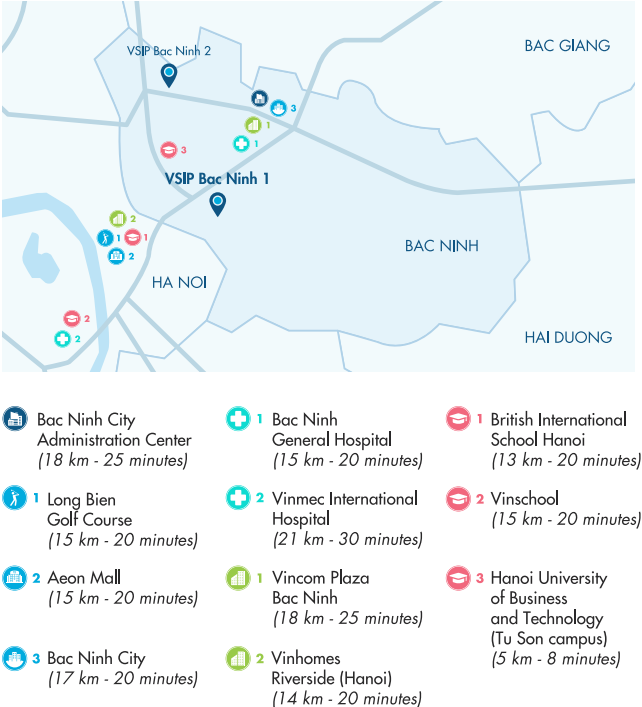 BAC GIANG
VSIP Bac Ninh 2
3
1
1
3
VSIP Bac Ninh 1
2
1
1
2
BAC NINH
HA NOI
2
2
HAI DUONG
Bac Ninh City
Administration Center
(18 km - 25 minutes)
1 Long Bien
Golf Course
(15 km - 20 minutes)
2 Aeon Mall
(15 km - 20 minutes)
3 Bac Ninh City
(17 km - 20 minutes)
1 Bac Ninh
General Hospital
(15 km - 20 minutes)
2 Vinmec International
Hospital
(21 km - 30 minutes)
1 Vincom Plaza
Bac Ninh
(18 km - 25 minutes)
2 Vinhomes
Riverside (Hanoi)
(14 km - 20 minutes)
1 British International
School Hanoi
(13 km - 20 minutes)
2 Vinschool
(15 km - 20 minutes)
3 Hanoi University
of Business
and Technology
(Tu Son campus)
(5 km - 8 minutes)